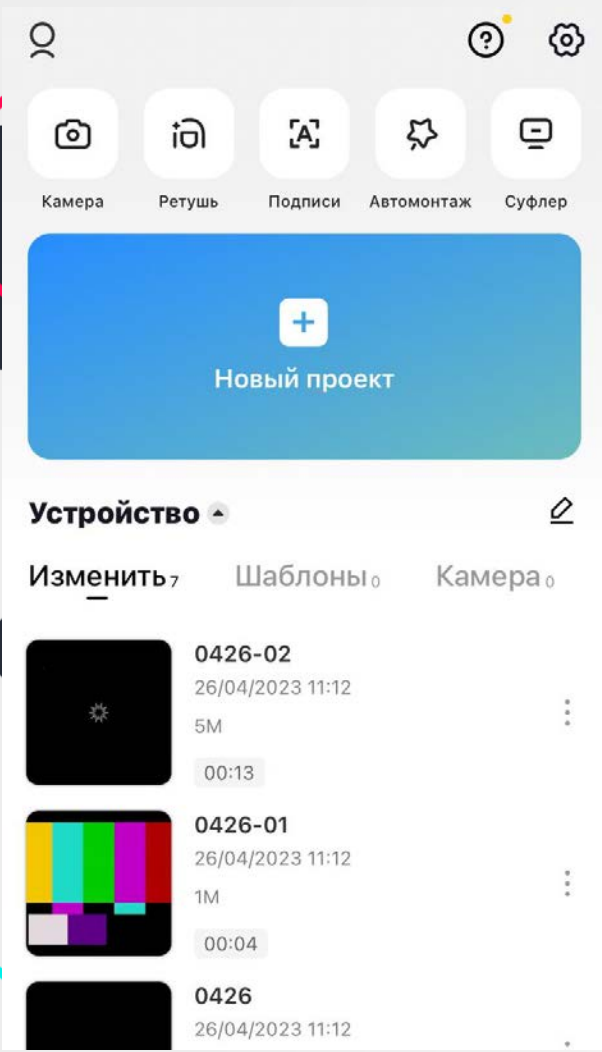 Камера Ретушь Подписи Автомонтаж Суфлер
Новый проект
Устройство
Изменить 7 Шаблоны 0 Камера 0
0426-02
26/04/2023 11:12
5M
00:13
0426-01
26/04/2023 11:12
1M
00:04
0426
26/04/2023 11:12